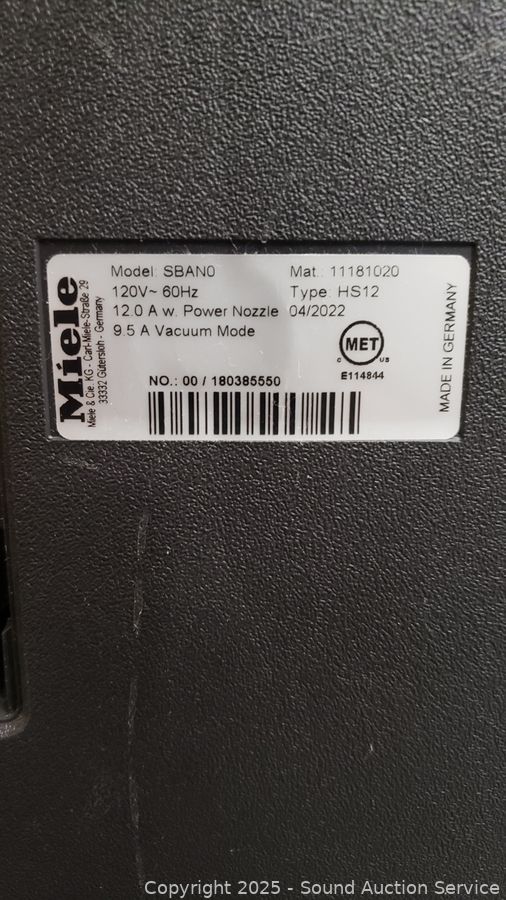 Miele
Miele & Cie. KG - Carl-Miele-Straße 29
33332 Gütersloh - Germany
Model: SBAN0
120V~ 60Hz
12.0 A w. Power Nozzle
9.5 A Vacuum Mode
Mat.: 11181020
Type: HS12
04/2022
C MET US
E114844
NO.: 00 / 180385550
MADE IN GERMANY
Copyright 2025 - Sound Auction Service